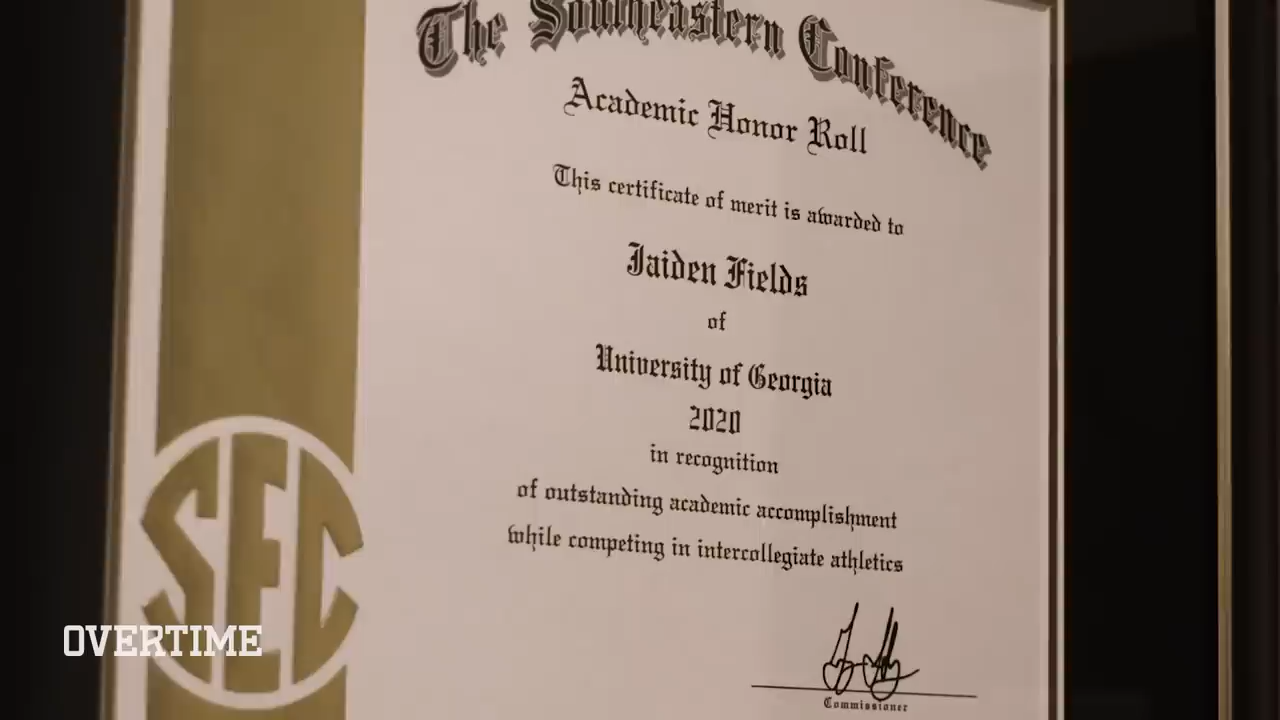 The Southeastern Conference
Academic Honor Roll
This certificate of merit is awarded to
Jaiden Fields
of
University of Georgia
2020
in recognition
of outstanding academic accomplishment
while competing in intercollegiate athletics
SEC
OVERTIME
Commissioner